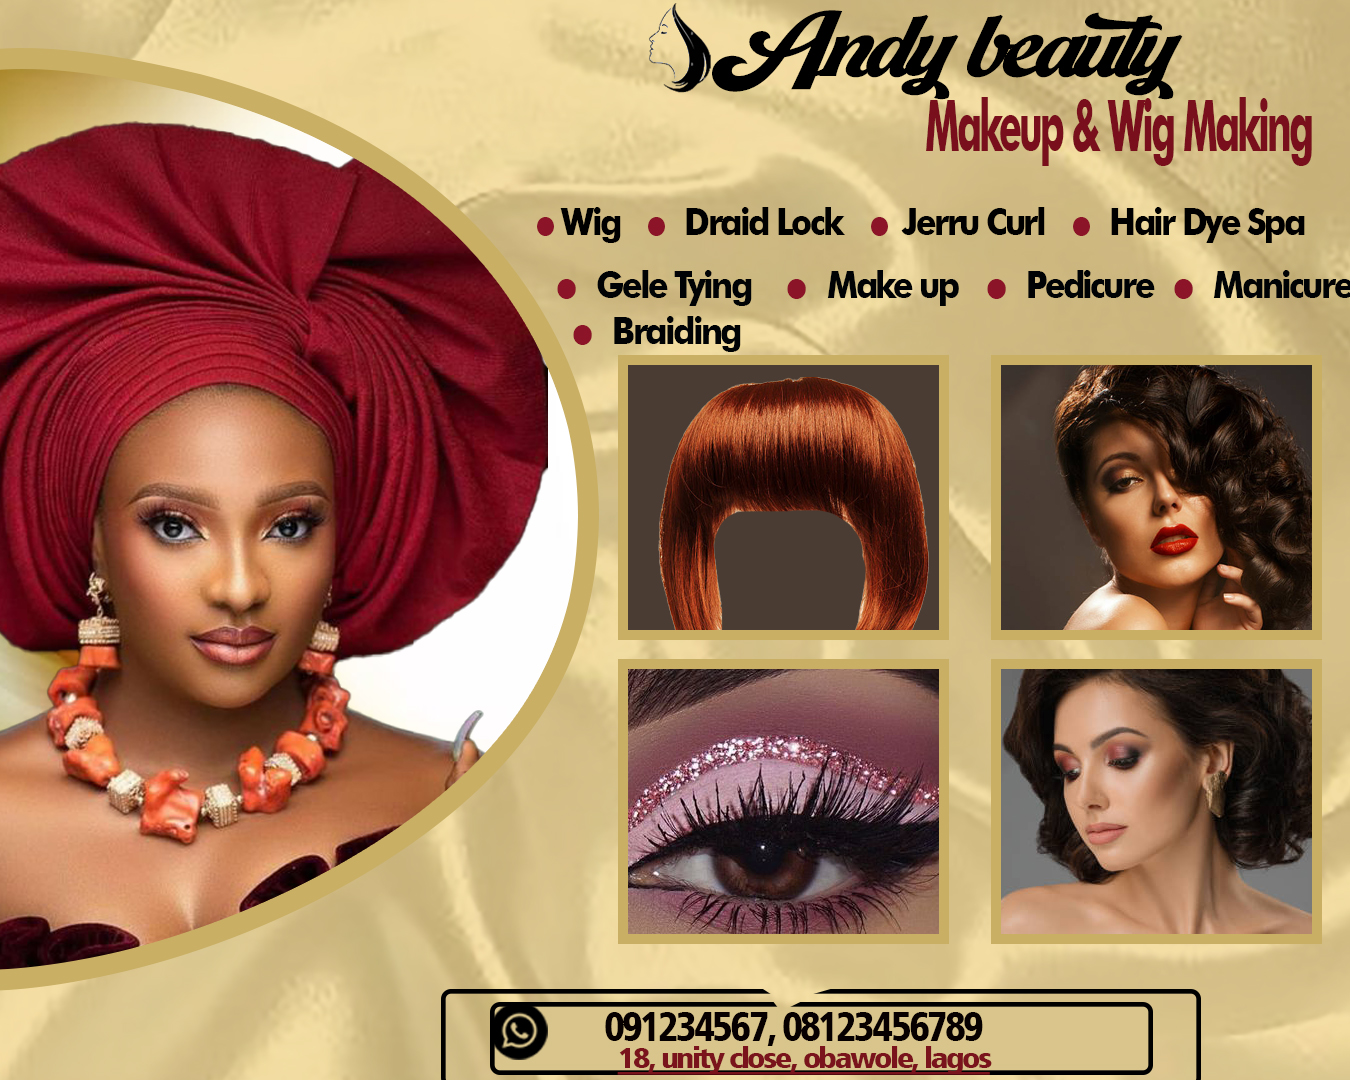 Andy beauty
Makeup & Wig Making
• Wig • Draid Lock • Jerru Curl • Hair Dye Spa
• Gele Tying • Make up • Pedicure • Manicure
• Braiding
091234567, 08123456789
18, unity close, obawole, lagos